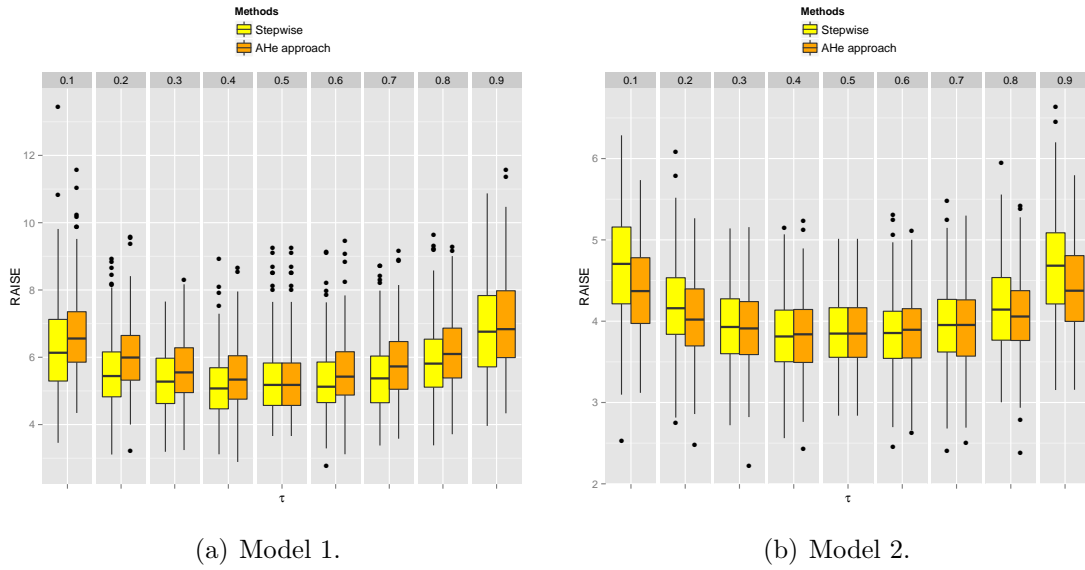 Methods
Stepwise
AHe approach
0.1 0.2 0.3 0.4 0.5 0.6 0.7 0.8 0.9
12
10
8
6
4
RAISE
τ
(a) Model 1.
Methods
Stepwise
AHe approach
0.1 0.2 0.3 0.4 0.5 0.6 0.7 0.8 0.9
6
5
4
3
2
RAISE
τ
(b) Model 2.